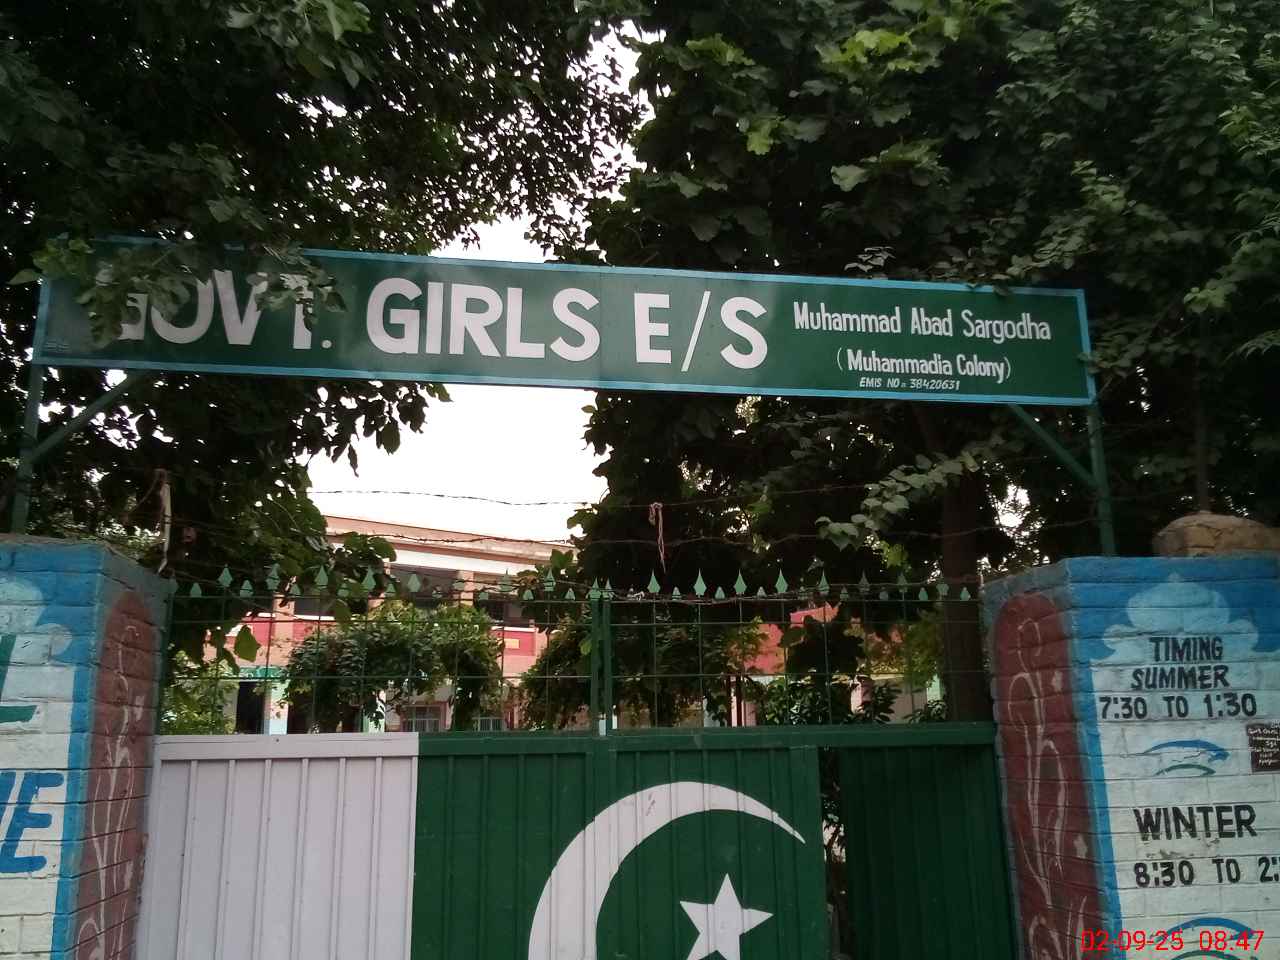 GOVT. GIRLS E/S
Muhammad Abad Sargodha
(Muhammadia Colony)
EMIS NO = 38420631
TIMING
SUMMER
7:30 TO 1:30
WINTER
8:30 TO 2:
02-09-25 08:47